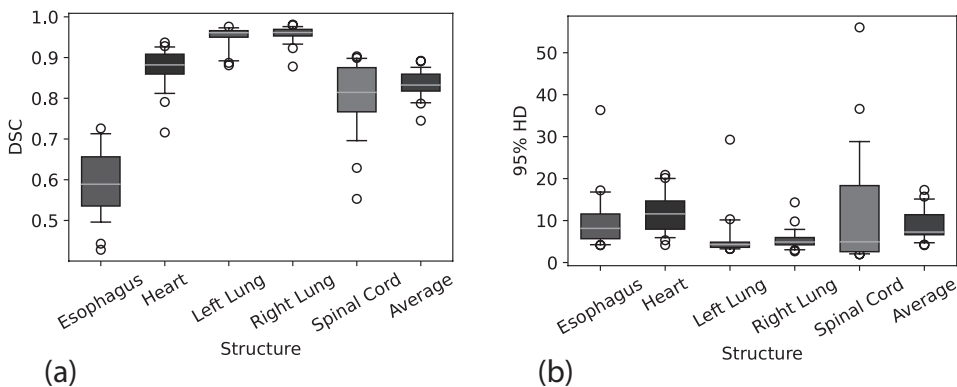 1.0
0.9
0.8
0.7
0.6
0.5
DSC
Esophagus
Heart
Left Lung
Right Lung
Spinal Cord
Average
Structure
(a)
50
40
30
20
10
0
95% HD
Esophagus
Heart
Left Lung
Right Lung
Spinal Cord
Average
Structure
(b)